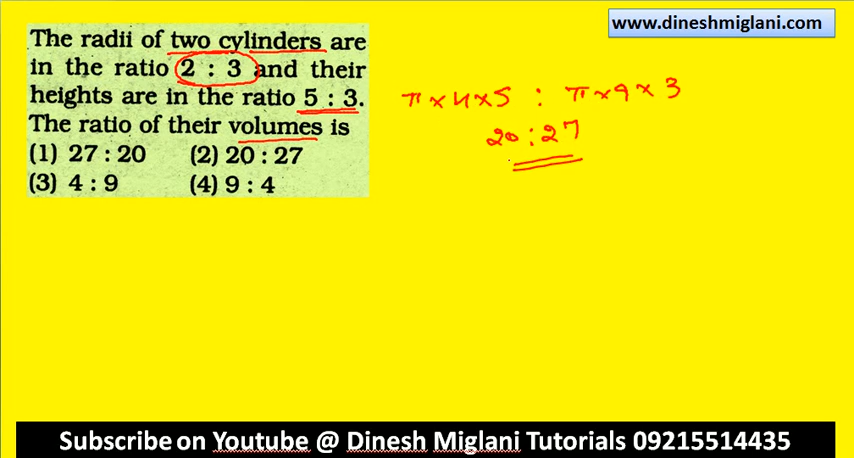 www.dineshmiglani.com
The radii of two cylinders are
in the ratio 2 : 3 and their
heights are in the ratio 5 : 3.
The ratio of their volumes is
(1) 27 : 20 (2) 20 : 27
(3) 4 : 9 (4) 9 : 4
π×4×5 : π×9×3
20:27
Subscribe on Youtube @ Dinesh Miglani Tutorials 09215514435